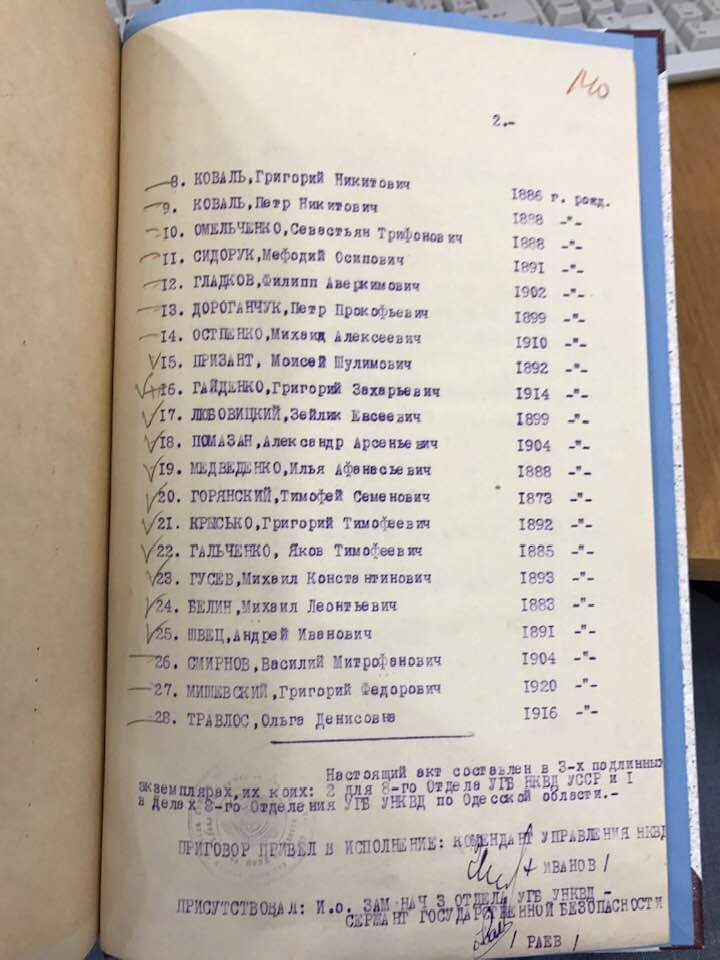 140
2.-
8. КОВАЛЬ,Григорий Никитович 1886 г. рожд.
9. КОВАЛЬ,Петр Никитович 1888 -"-
10. ОМЕЛЬЧЕНКО,Севастьян Трифонович 1888 -"-
11. СИДОРУК,Мефодий Осипович 1891 -"-
12. ГЛАДКОВ,Филипп Аверкимович 1902 -"-
13. ДОРОГАНЧУК,Петр Прокофьевич 1899 -"-
14. ОСТПЕНКО,Михаид Алексеевич 1910 -"-
15. ПРИЗАНТ, Моисей Шулимович 1892 -"-
16. ГАЙДЕНКО,Григорий Захарьевич 1914 -"-
17. ЛЮБОВИЦКИЙ,Зейлик Евсеевич 1899 -"-
18. ПОМАЗАН,Александр Арсеньевич 1904 -"-
19. МЕДВЕДЕНКО,Илья Афанасьевич 1888 -"-
20. ГОРЯНСКИЙ,Тимофей Семенович 1873 -"-
21. КРЫСЬКО,Григорий Тимофеевич 1892 -"-
22. ГАЛЬЧЕНКО, Яков Тимофеевич 1885 -"-
23. ГУСЕВ,Михаил Константинович 1893 -"-
24. БЕЛИН,Михаил Леонтьевич 1883 -"-
25. ШВЕЦ,Андрей Иванович 1891 -"-
26. СМИРНОВ,Василий Митрофанович 1904 -"-
27. МИШЕВСКИЙ,Григорий Федорович 1920 -"-
28. ТРАВЛОС,Ольга Денисовна 1916 -"-
Настоящий акт составлен в 3-х подлинных
экземплярах,их коих: 2 для 8-го Отдела УГБ НКВД УССР и I
в делах 8-го Отделения УГБ УНКВД по Одесской области.-
ПРИГОВОР ПРИВЕЛ В ИСПОЛНЕНИЕ: КОМЕНДАНТ УПРАВЛЕНИЯ НКВД
/ ИВАНОВ /
ПРИСУТСТВОВАЛ: И.о. ЗАМ НАЧ 3 ОТДЕЛА УГБ УНКВД -
СЕРЖАНТ ГОСУДАРСТВЕННОЙ БЕЗОПАСНОСТИ
/ РАЕВ /